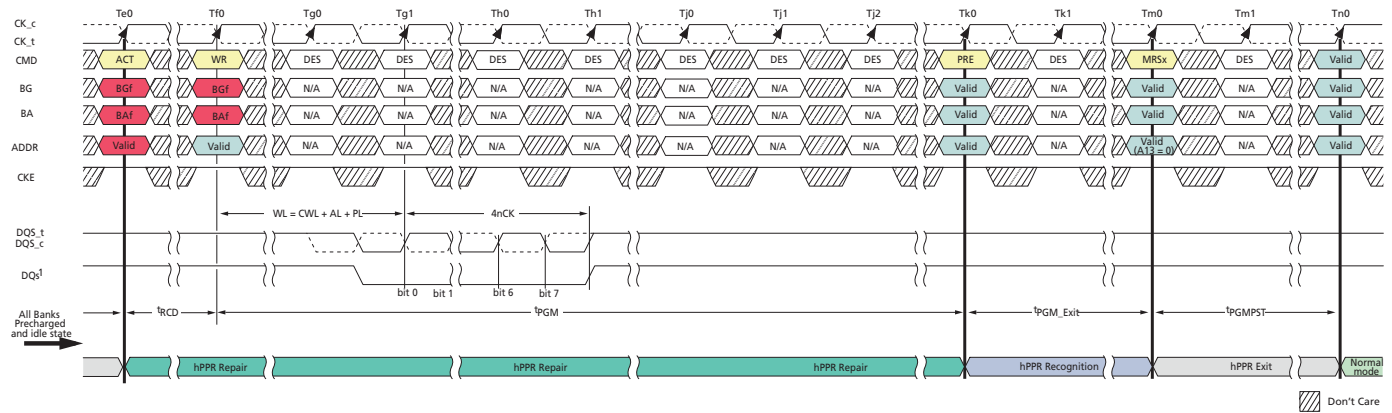 Te0 Tf0 Tg0 Tg1 Th0 Th1 Tj0 Tj1 Tj2 Tk0 Tk1 Tm0 Tm1 Tn0
CK_c
CK_t
CMD ACT WR DES DES DES DES DES DES DES PRE DES MRSx DES Valid
BG BGf BGf N/A N/A N/A N/A N/A N/A N/A Valid N/A Valid N/A Valid
BA BAf BAf N/A N/A N/A N/A N/A N/A N/A Valid N/A Valid N/A Valid
ADDR Valid Valid N/A N/A N/A N/A N/A N/A N/A Valid N/A Valid (A13 = 0) N/A Valid
CKE
WL = CWL + AL + PL 4nCK
DQS_t
DQS_c
DQs1
bit 0 bit 1 bit 6 bit 7
All Banks Precharged and idle state
tRCD tPGM tPGM_Exit tPGMPST
hPPR Repair hPPR Repair hPPR Repair hPPR Recognition hPPR Exit Normal mode
Don't Care